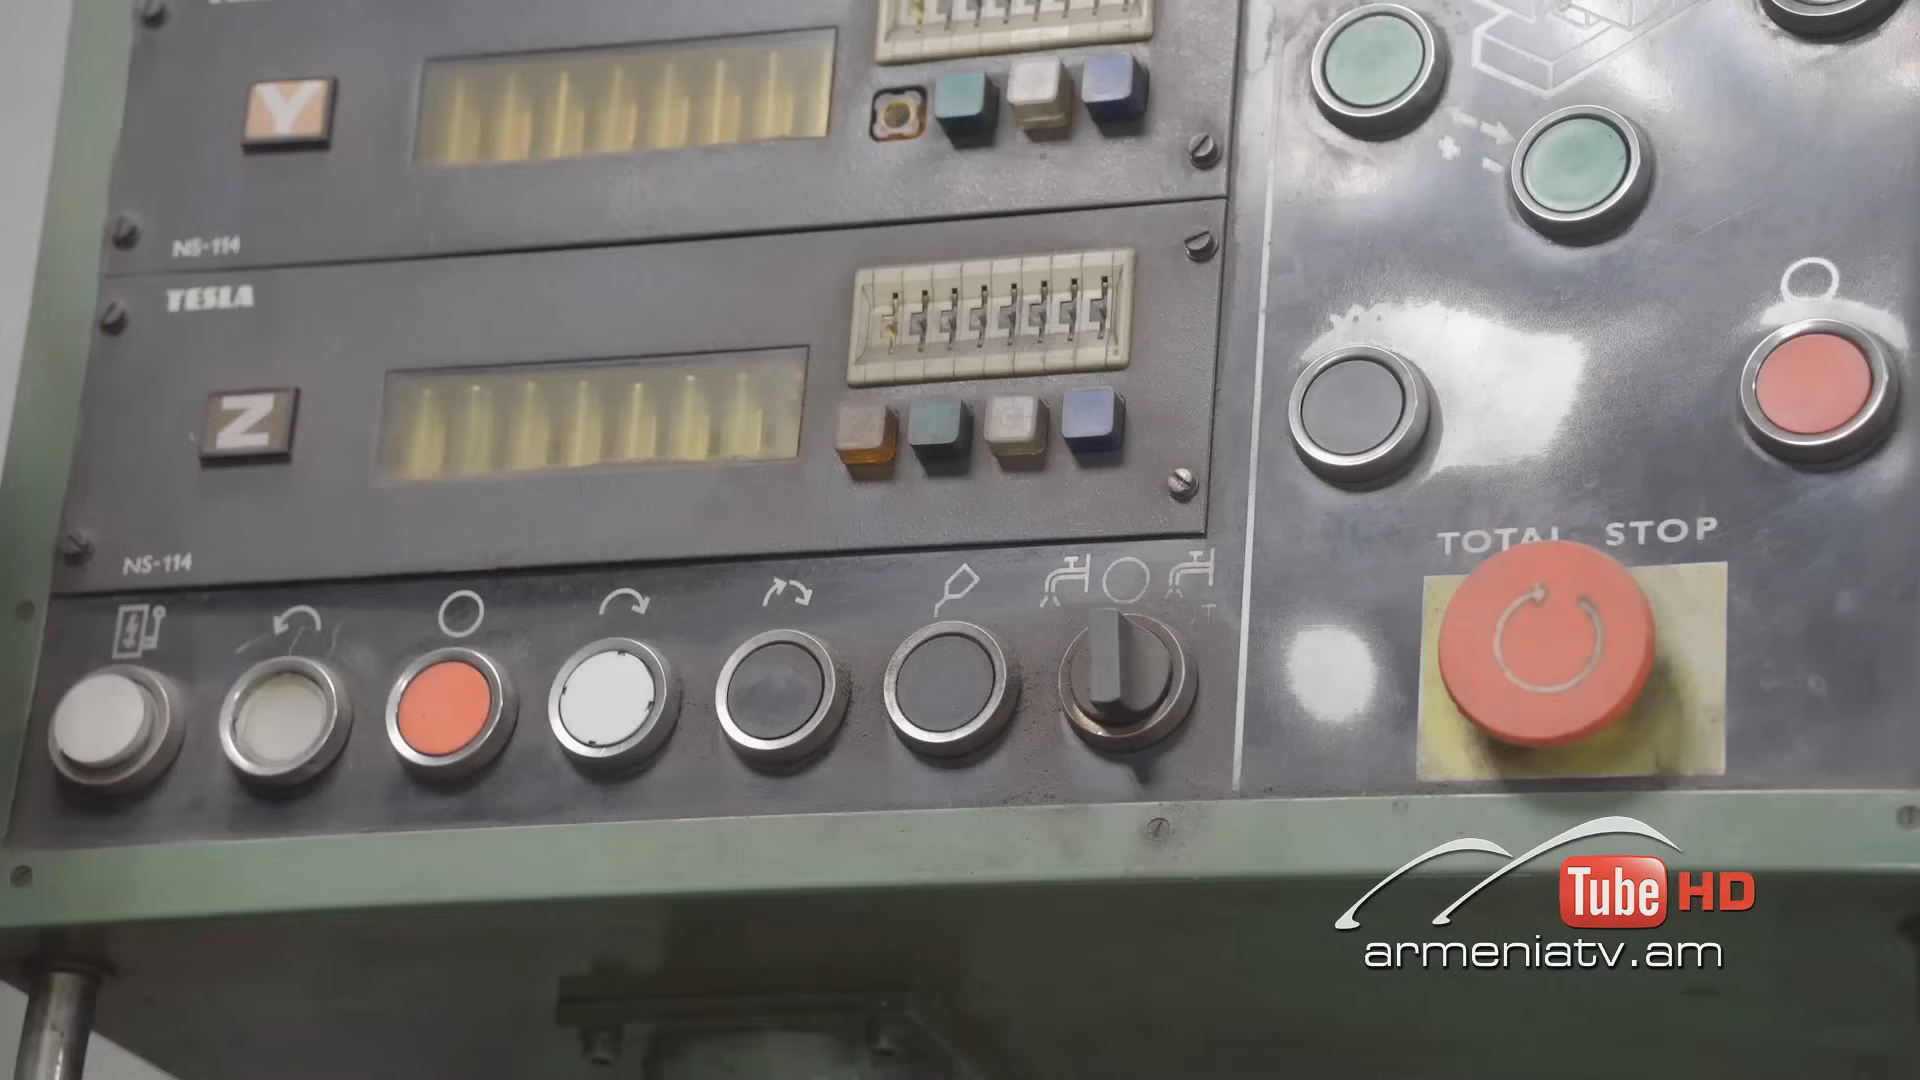 Y
NS-114
TESLA
Z
NS-114
TOTAL STOP
Tube HD
armeniatv.am